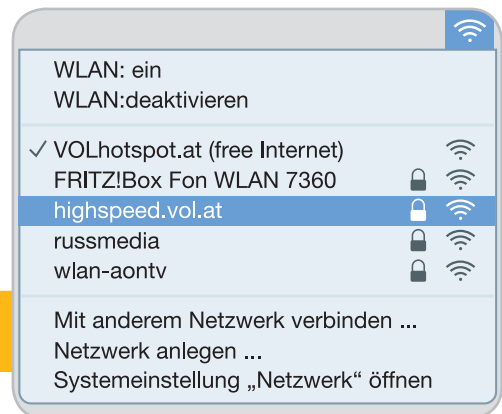 WLAN: ein
WLAN:deaktivieren
VOLhotspot.at (free Internet)
FRITZ!Box Fon WLAN 7360
highspeed.vol.at
russmedia
wlan-aontv
Mit anderem Netzwerk verbinden ...
Netzwerk anlegen ...
Systemeinstellung „Netzwerk“ öffnen